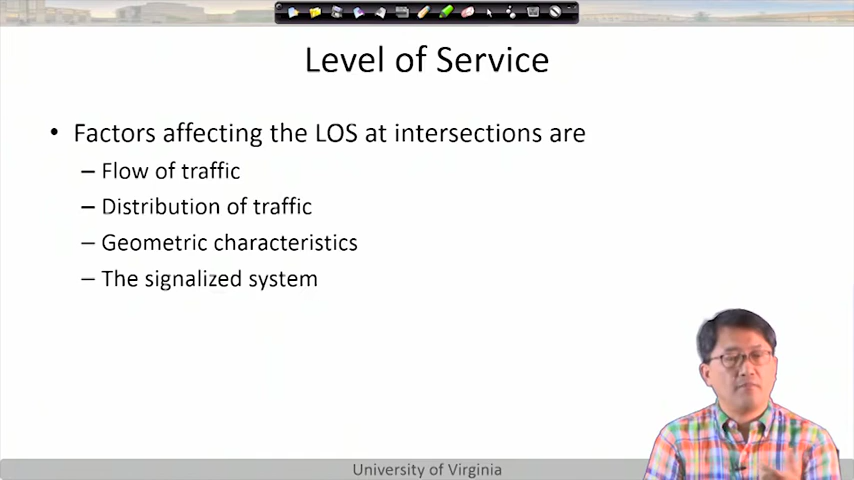 Level of Service
• Factors affecting the LOS at intersections are
– Flow of traffic
– Distribution of traffic
– Geometric characteristics
– The signalized system
University of Virginia